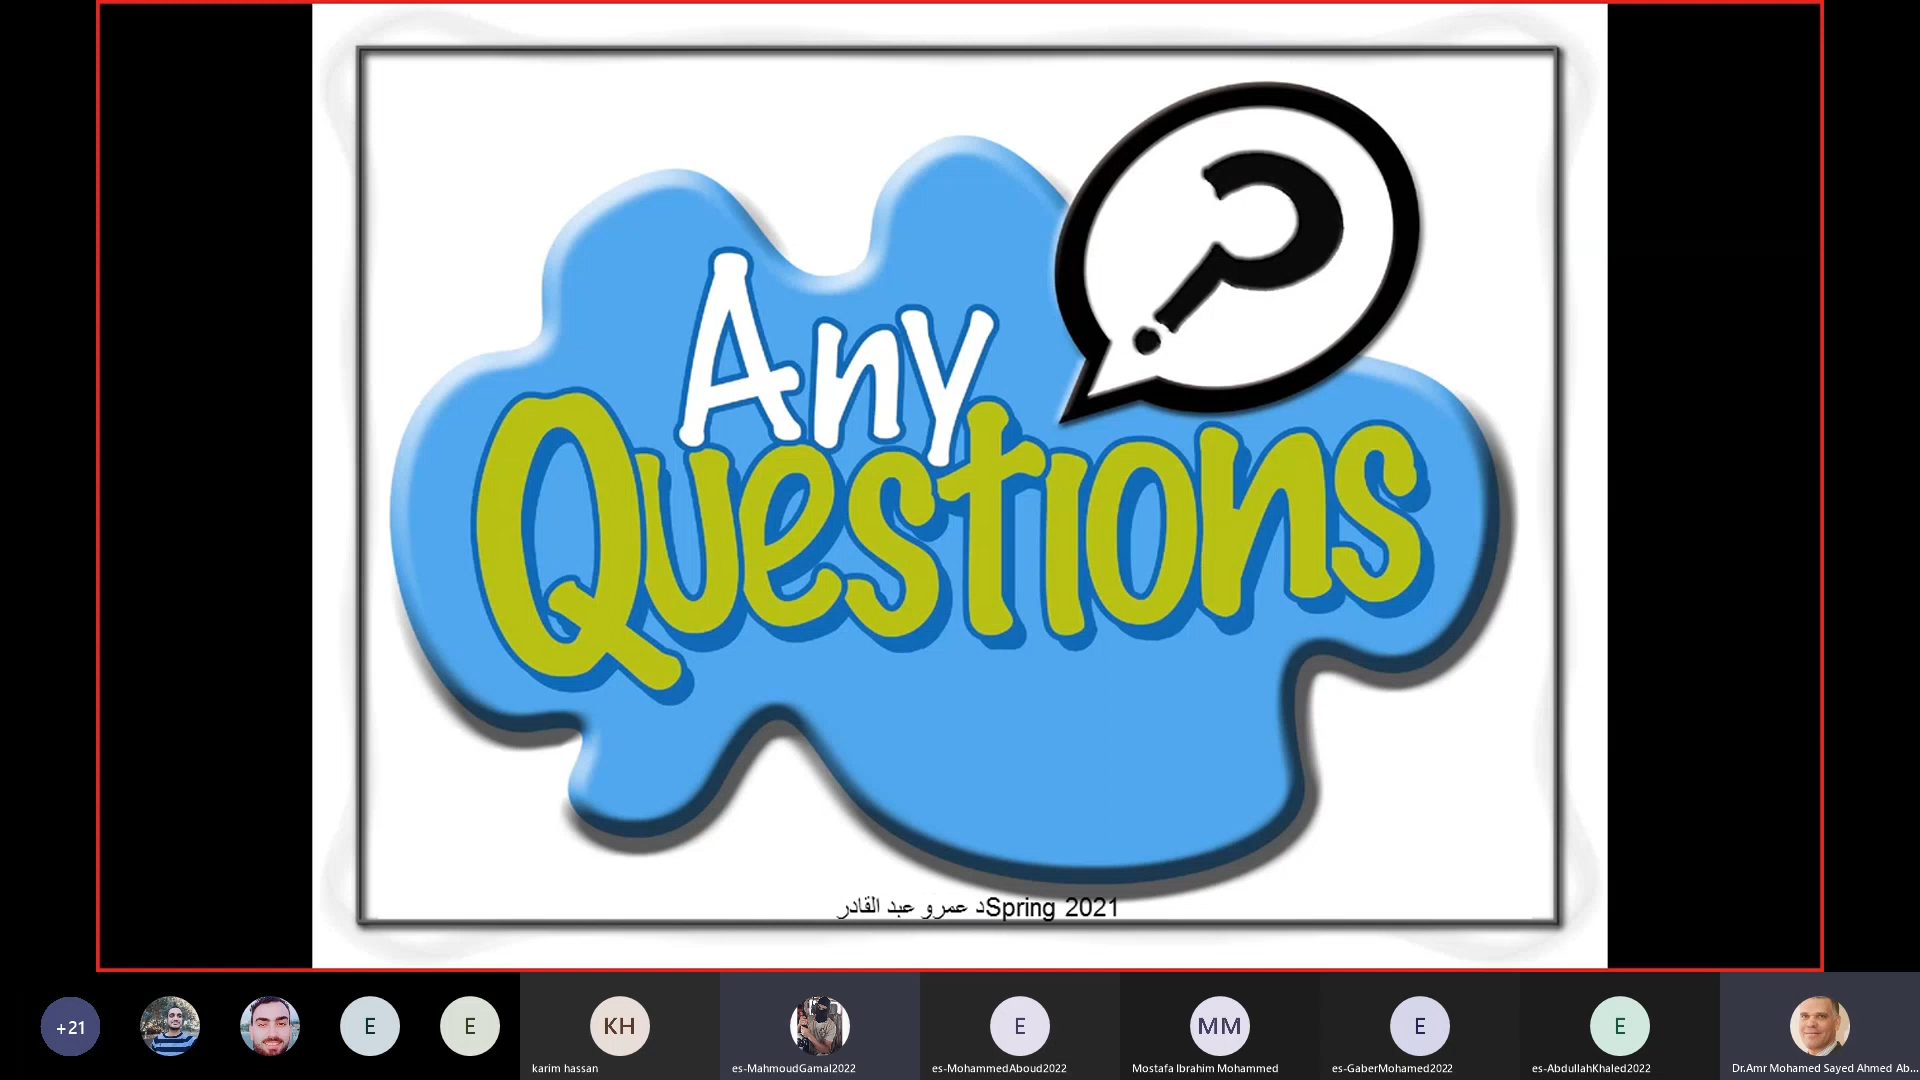 Any
Questions
?
د عمرو عبد القادرSpring 2021
+21
E
E
KH
E
MM
E
E
karim hassan
es-MahmoudGamal2022
es-MohammedAboud2022
Mostafa Ibrahim Mohammed
es-GaberMohamed2022
es-AbdullahKhaled2022
Dr.Amr Mohamed Sayed Ahmed Ab...